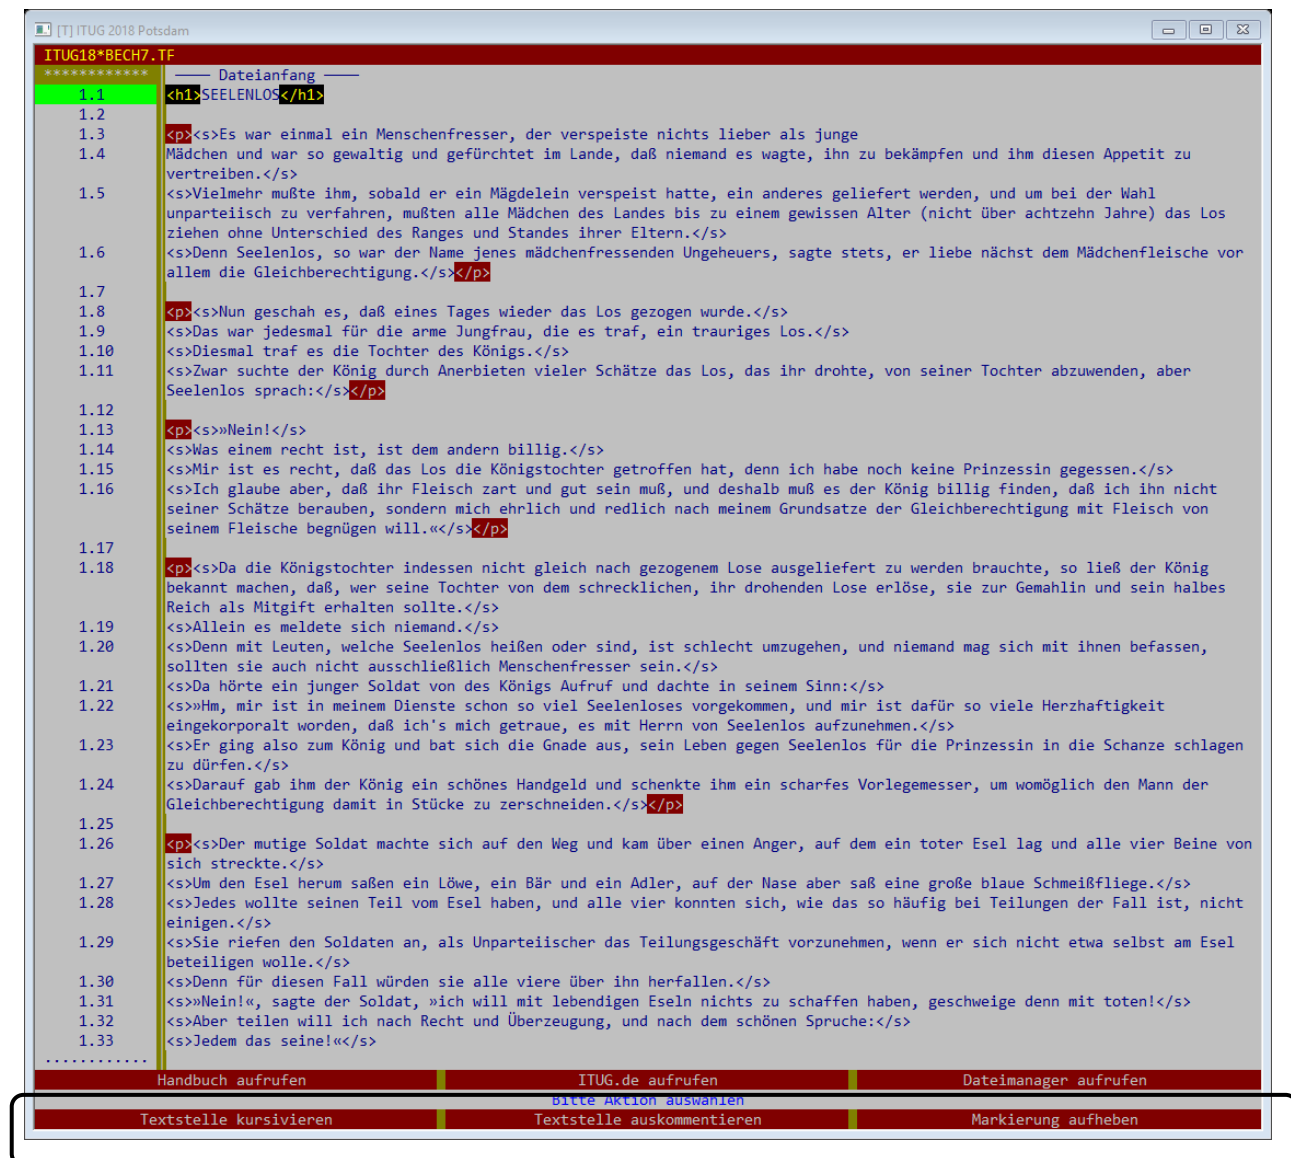 [T] ITUG 2018 Potsdam
ITUG18*BECH7.TF
************* —— Dateianfang ——
1.1 <h1>SEELENLOS</h1>
1.2
1.3 <p><s>Es war einmal ein Menschenfresser, der verspeiste nichts lieber als junge
1.4 Mädchen und war so gewaltig und gefürchtet im Lande, daß niemand es wagte, ihn zu bekämpfen und ihm diesen Appetit zu
vertreiben.</s>
1.5 <s>Vielmehr mußte ihm, sobald er ein Mägdelein verspeist hatte, ein anderes geliefert werden, und um bei der Wahl
unparteiisch zu verfahren, mußten alle Mädchen des Landes bis zu einem gewissen Alter (nicht über achtzehn Jahre) das Los
ziehen ohne Unterschied des Ranges und Standes ihrer Eltern.</s>
1.6 <s>Denn Seelenlos, so war der Name jenes mädchenfressenden Ungeheuers, sagte stets, er liebe nächst dem Mädchenfleische vor
allem die Gleichberechtigung.</s></p>
1.7
1.8 <p><s>Nun geschah es, daß eines Tages wieder das Los gezogen wurde.</s>
1.9 <s>Das war jedesmal für die arme Jungfrau, die es traf, ein trauriges Los.</s>
1.10 <s>Diesmal traf es die Tochter des Königs.</s>
1.11 <s>Zwar suchte der König durch Anerbieten vieler Schätze das Los, das ihr drohte, von seiner Tochter abzuwenden, aber
Seelenlos sprach:</s></p>
1.12
1.13 <p><s>»Nein!</s>
1.14 <s>Was einem recht ist, ist dem andern billig.</s>
1.15 <s>Mir ist es recht, daß das Los die Königstochter getroffen hat, denn ich habe noch keine Prinzessin gegessen.</s>
1.16 <s>Ich glaube aber, daß ihr Fleisch zart und gut sein muß, und deshalb muß es der König billig finden, daß ich ihn nicht
seiner Schätze berauben, sondern mich ehrlich und redlich nach meinem Grundsatze der Gleichberechtigung mit Fleisch von
seinem Fleische begnügen will.«</s></p>
1.17
1.18 <p><s>Da die Königstochter indessen nicht gleich nach gezogenem Lose ausgeliefert zu werden brauchte, so ließ der König
bekannt machen, daß, wer seine Tochter von dem schrecklichen, ihr drohenden Lose erlöse, sie zur Gemahlin und sein halbes
Reich als Mitgift erhalten sollte.</s>
1.19 <s>Allein es meldete sich niemand.</s>
1.20 <s>Denn mit Leuten, welche Seelenlos heißen oder sind, ist schlecht umzugehen, und niemand mag sich mit ihnen befassen,
sollten sie auch nicht ausschließlich Menschenfresser sein.</s>
1.21 <s>Da hörte ein junger Soldat von des Königs Aufruf und dachte in seinem Sinn:</s>
1.22 <s>»Hm, mir ist in meinem Dienste schon so viel Seelenloses vorgekommen, und mir ist dafür so viele Herzhaftigkeit
eingekorporalt worden, daß ich's mich getraue, es mit Herrn von Seelenlos aufzunehmen.</s>
1.23 <s>Er ging also zum König und bat sich die Gnade aus, sein Leben gegen Seelenlos für die Prinzessin in die Schanze schlagen
zu dürfen.</s>
1.24 <s>Darauf gab ihm der König ein schönes Handgeld und schenkte ihm ein scharfes Vorlegemesser, um womöglich den Mann der
Gleichberechtigung damit in Stücke zu zerschneiden.</s></p>
1.25
1.26 <p><s>Der mutige Soldat machte sich auf den Weg und kam über einen Anger, auf dem ein toter Esel lag und alle vier Beine von
sich streckte.</s>
1.27 <s>Um den Esel herum saßen ein Löwe, ein Bär und ein Adler, auf der Nase aber saß eine große blaue Schmeißfliege.</s>
1.28 <s>Jedes wollte seinen Teil vom Esel haben, und alle vier konnten sich, wie das so häufig bei Teilungen der Fall ist, nicht
einigen.</s>
1.29 <s>Sie riefen den Soldaten an, als Unparteiischer das Teilungsgeschäft vorzunehmen, wenn er sich nicht etwa selbst am Esel
beteiligen wolle.</s>
1.30 <s>Denn für diesen Fall würden sie alle viere über ihn herfallen.</s>
1.31 <s>»Nein!«, sagte der Soldat, »ich will mit lebendigen Eseln nichts zu schaffen haben, geschweige denn mit toten!</s>
1.32 <s>Aber teilen will ich nach Recht und Überzeugung, und nach dem schönen Spruche:</s>
1.33 <s>Jedem das seine!«</s>
............
Handbuch aufrufen ITUG.de aufrufen Dateimanager aufrufen
Bitte Aktion auswählen
Textstelle kursivieren Textstelle auskommentieren Markierung aufheben